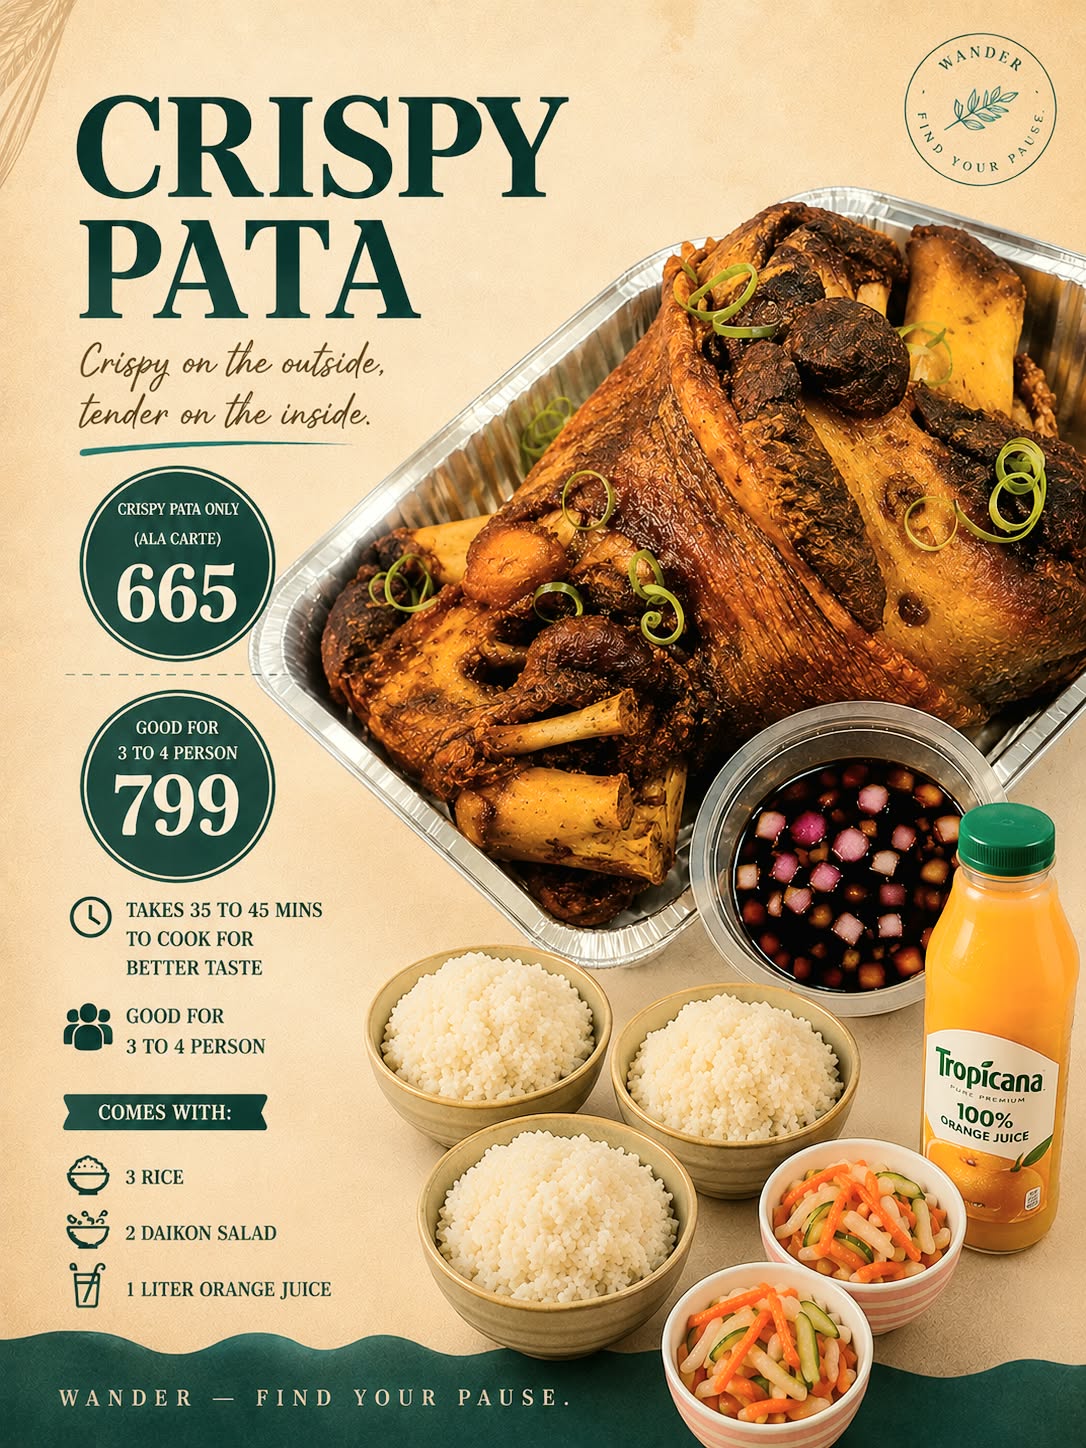 WANDER
FIND YOUR PAUSE.
CRISPY
PATA
Crispy on the outside,
tender on the inside.
CRISPY PATA ONLY
(ALA CARTE)
665
GOOD FOR
3 TO 4 PERSON
799
TAKES 35 TO 45 MINS
TO COOK FOR
BETTER TASTE
GOOD FOR
3 TO 4 PERSON
COMES WITH:
3 RICE
2 DAIKON SALAD
1 LITER ORANGE JUICE
Tropicana
PURE PREMIUM
100%
ORANGE JUICE
WANDER — FIND YOUR PAUSE.